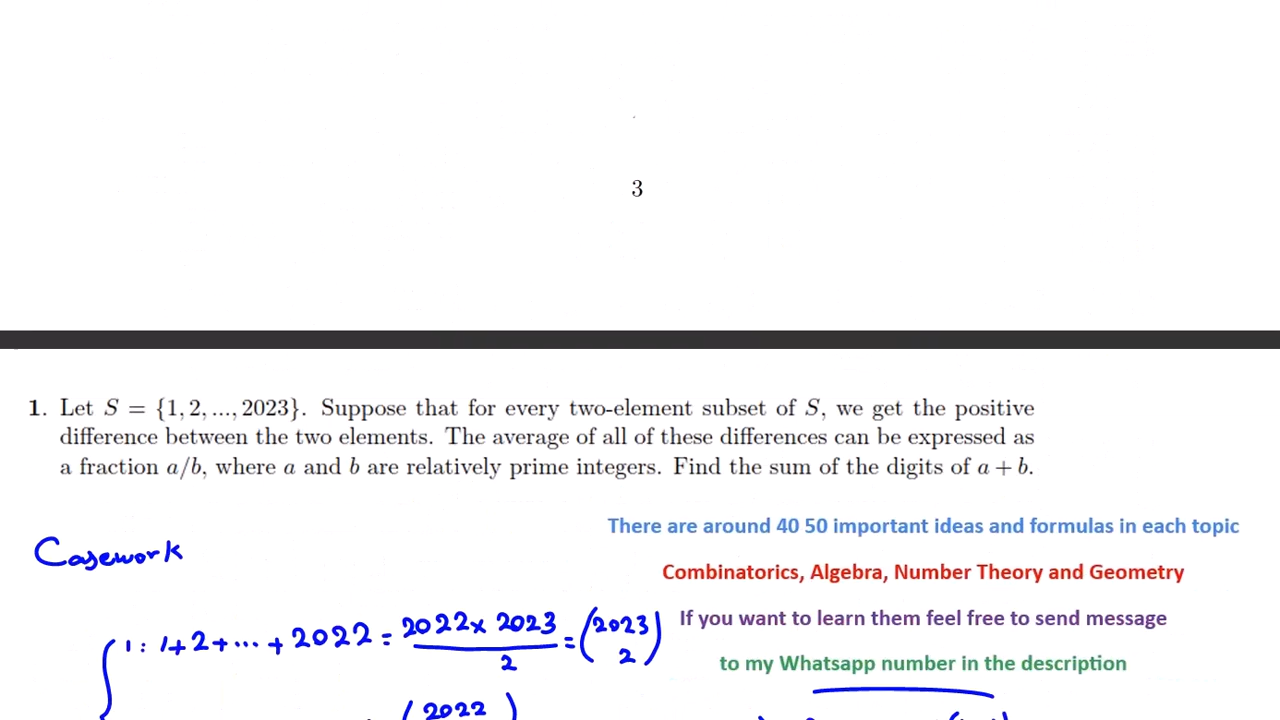 3
1. Let S = {1, 2, ..., 2023}. Suppose that for every two-element subset of S, we get the positive
difference between the two elements. The average of all of these differences can be expressed as
a fraction a/b, where a and b are relatively prime integers. Find the sum of the digits of a + b.
There are around 40 50 important ideas and formulas in each topic
Casework
Combinatorics, Algebra, Number Theory and Geometry
If you want to learn them feel free to send message
1: 1+2+...+2022 = 2022x 2023 / 2 = (2023 2)
to my Whatsapp number in the description
(2022 )